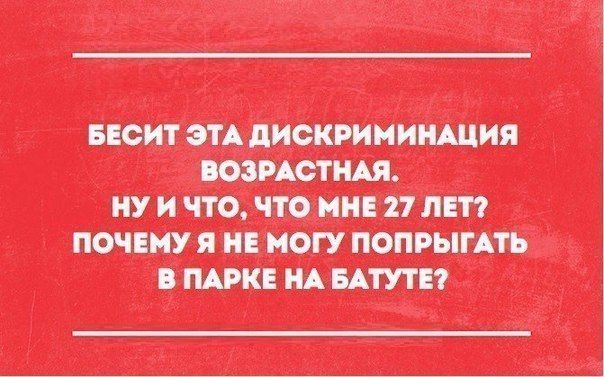 БЕСИТ ЭТА ДИСКРИМИНАЦИЯ
ВОЗРАСТНАЯ.
НУ И ЧТО, ЧТО МНЕ 27 ЛЕТ?
ПОЧЕМУ Я НЕ МОГУ ПОПРЫГАТЬ
В ПАРКЕ НА БАТУТЕ?